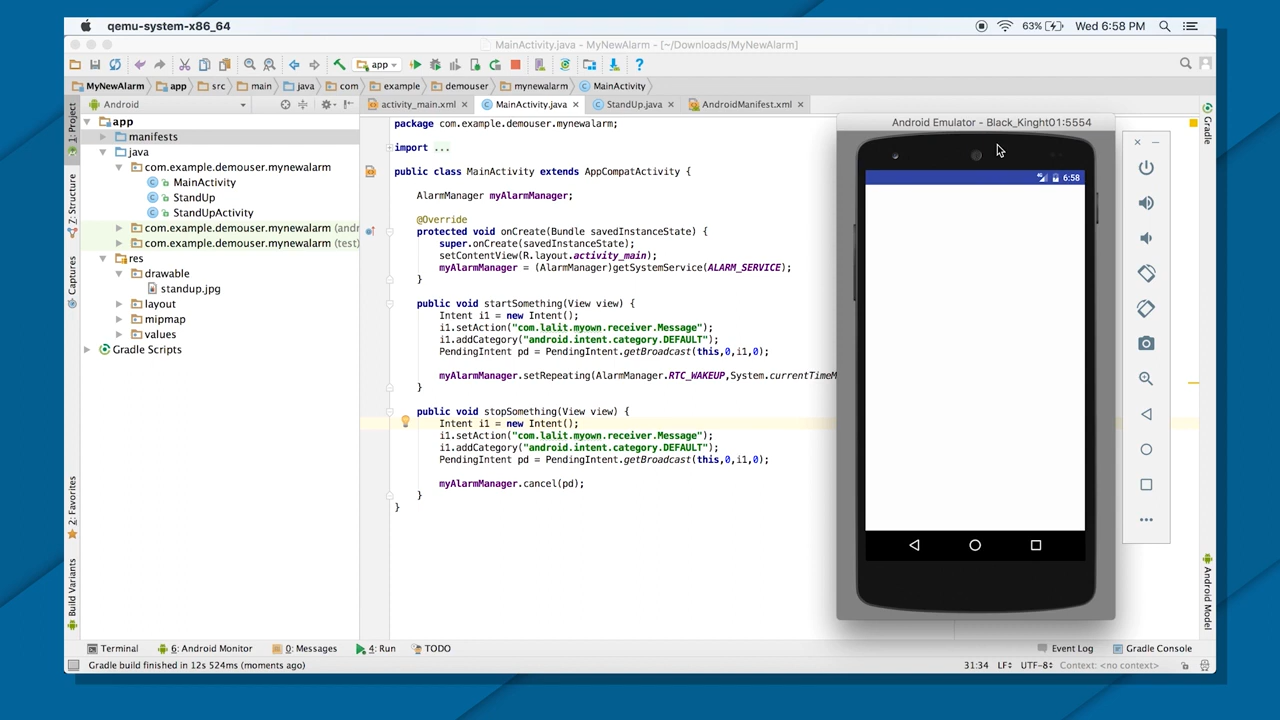 qemu-system-x86_64
63%
Wed 6:58 PM
MainActivity.java - MyNewAlarm - [~/Downloads/MyNewAlarm]
app
MyNewAlarm
app
src
main
java
com
example
demouser
mynewalarm
MainActivity
Android
activity_main.xml
MainActivity.java
StandUp.java
AndroidManifest.xml
1: Project
7: Structure
Captures
2: Favorites
Build Variants
Gradle
Android Model
app
manifests
java
com.example.demouser.mynewalarm
MainActivity
StandUp
StandUpActivity
com.example.demouser.mynewalarm (andr
com.example.demouser.mynewalarm (test)
res
drawable
standup.jpg
layout
mipmap
values
Gradle Scripts
package com.example.demouser.mynewalarm;
import ...
public class MainActivity extends AppCompatActivity {
AlarmManager myAlarmManager;
@Override
protected void onCreate(Bundle savedInstanceState) {
super.onCreate(savedInstanceState);
setContentView(R.layout.activity_main);
myAlarmManager = (AlarmManager)getSystemService(ALARM_SERVICE);
}
public void startSomething(View view) {
Intent i1 = new Intent();
i1.setAction("com.lalit.myown.receiver.Message");
i1.addCategory("android.intent.category.DEFAULT");
PendingIntent pd = PendingIntent.getBroadcast(this,0,i1,0);
myAlarmManager.setRepeating(AlarmManager.RTC_WAKEUP,System.currentTimeM
}
public void stopSomething(View view) {
Intent i1 = new Intent();
i1.setAction("com.lalit.myown.receiver.Message");
i1.addCategory("android.intent.category.DEFAULT");
PendingIntent pd = PendingIntent.getBroadcast(this,0,i1,0);
myAlarmManager.cancel(pd);
}
}
Android Emulator - Black_Kinght01:5554
6:58
Terminal
6: Android Monitor
0: Messages
4: Run
TODO
Event Log
Gradle Console
Gradle build finished in 12s 524ms (moments ago)
31:34
LF
UTF-8
Context: <no context>